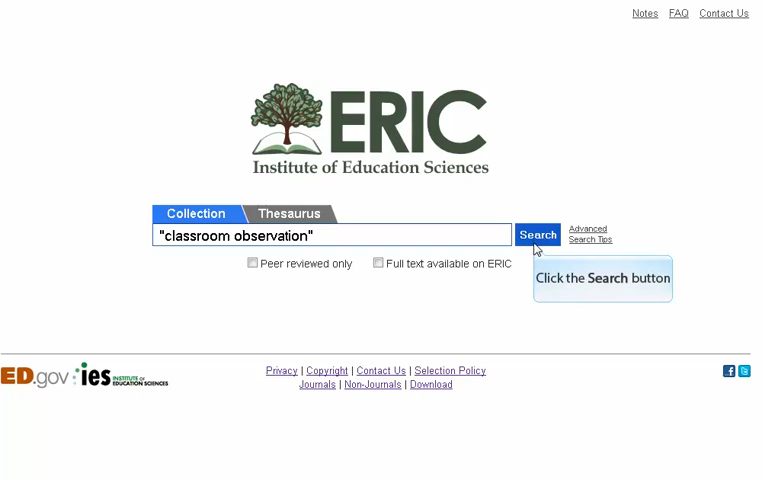 Notes FAQ Contact Us
ERIC
Institute of Education Sciences
Collection Thesaurus
"classroom observation" Search Advanced
Search Tips
Peer reviewed only Full text available on ERIC
Click the Search button
ED.gov ies INSTITUTE OF
EDUCATION SCIENCES
Privacy | Copyright | Contact Us | Selection Policy
Journals | Non-Journals | Download